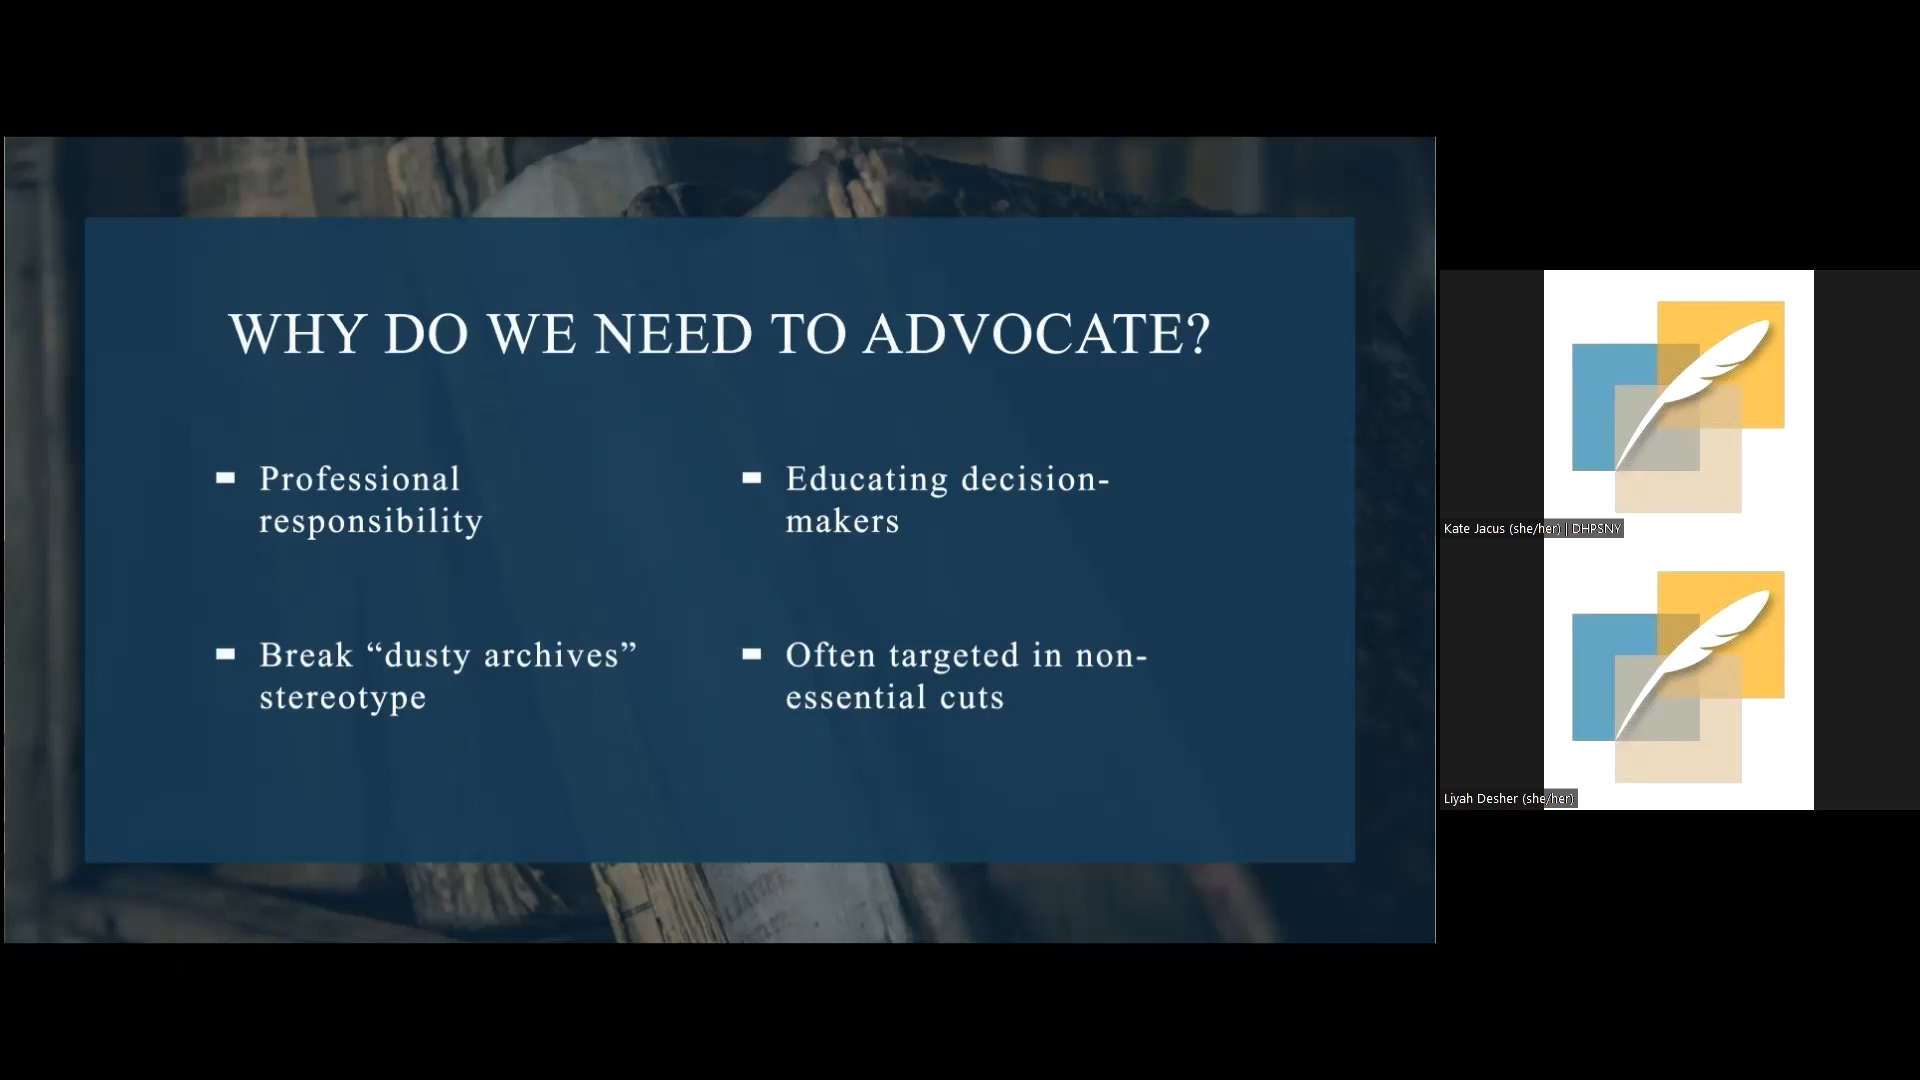 WHY DO WE NEED TO ADVOCATE?
Professional
responsibility
Break “dusty archives”
stereotype
Educating decision-
makers
Often targeted in non-
essential cuts
Kate Jacus (she/her) | DHPSNY
Liyah Desher (she/her)